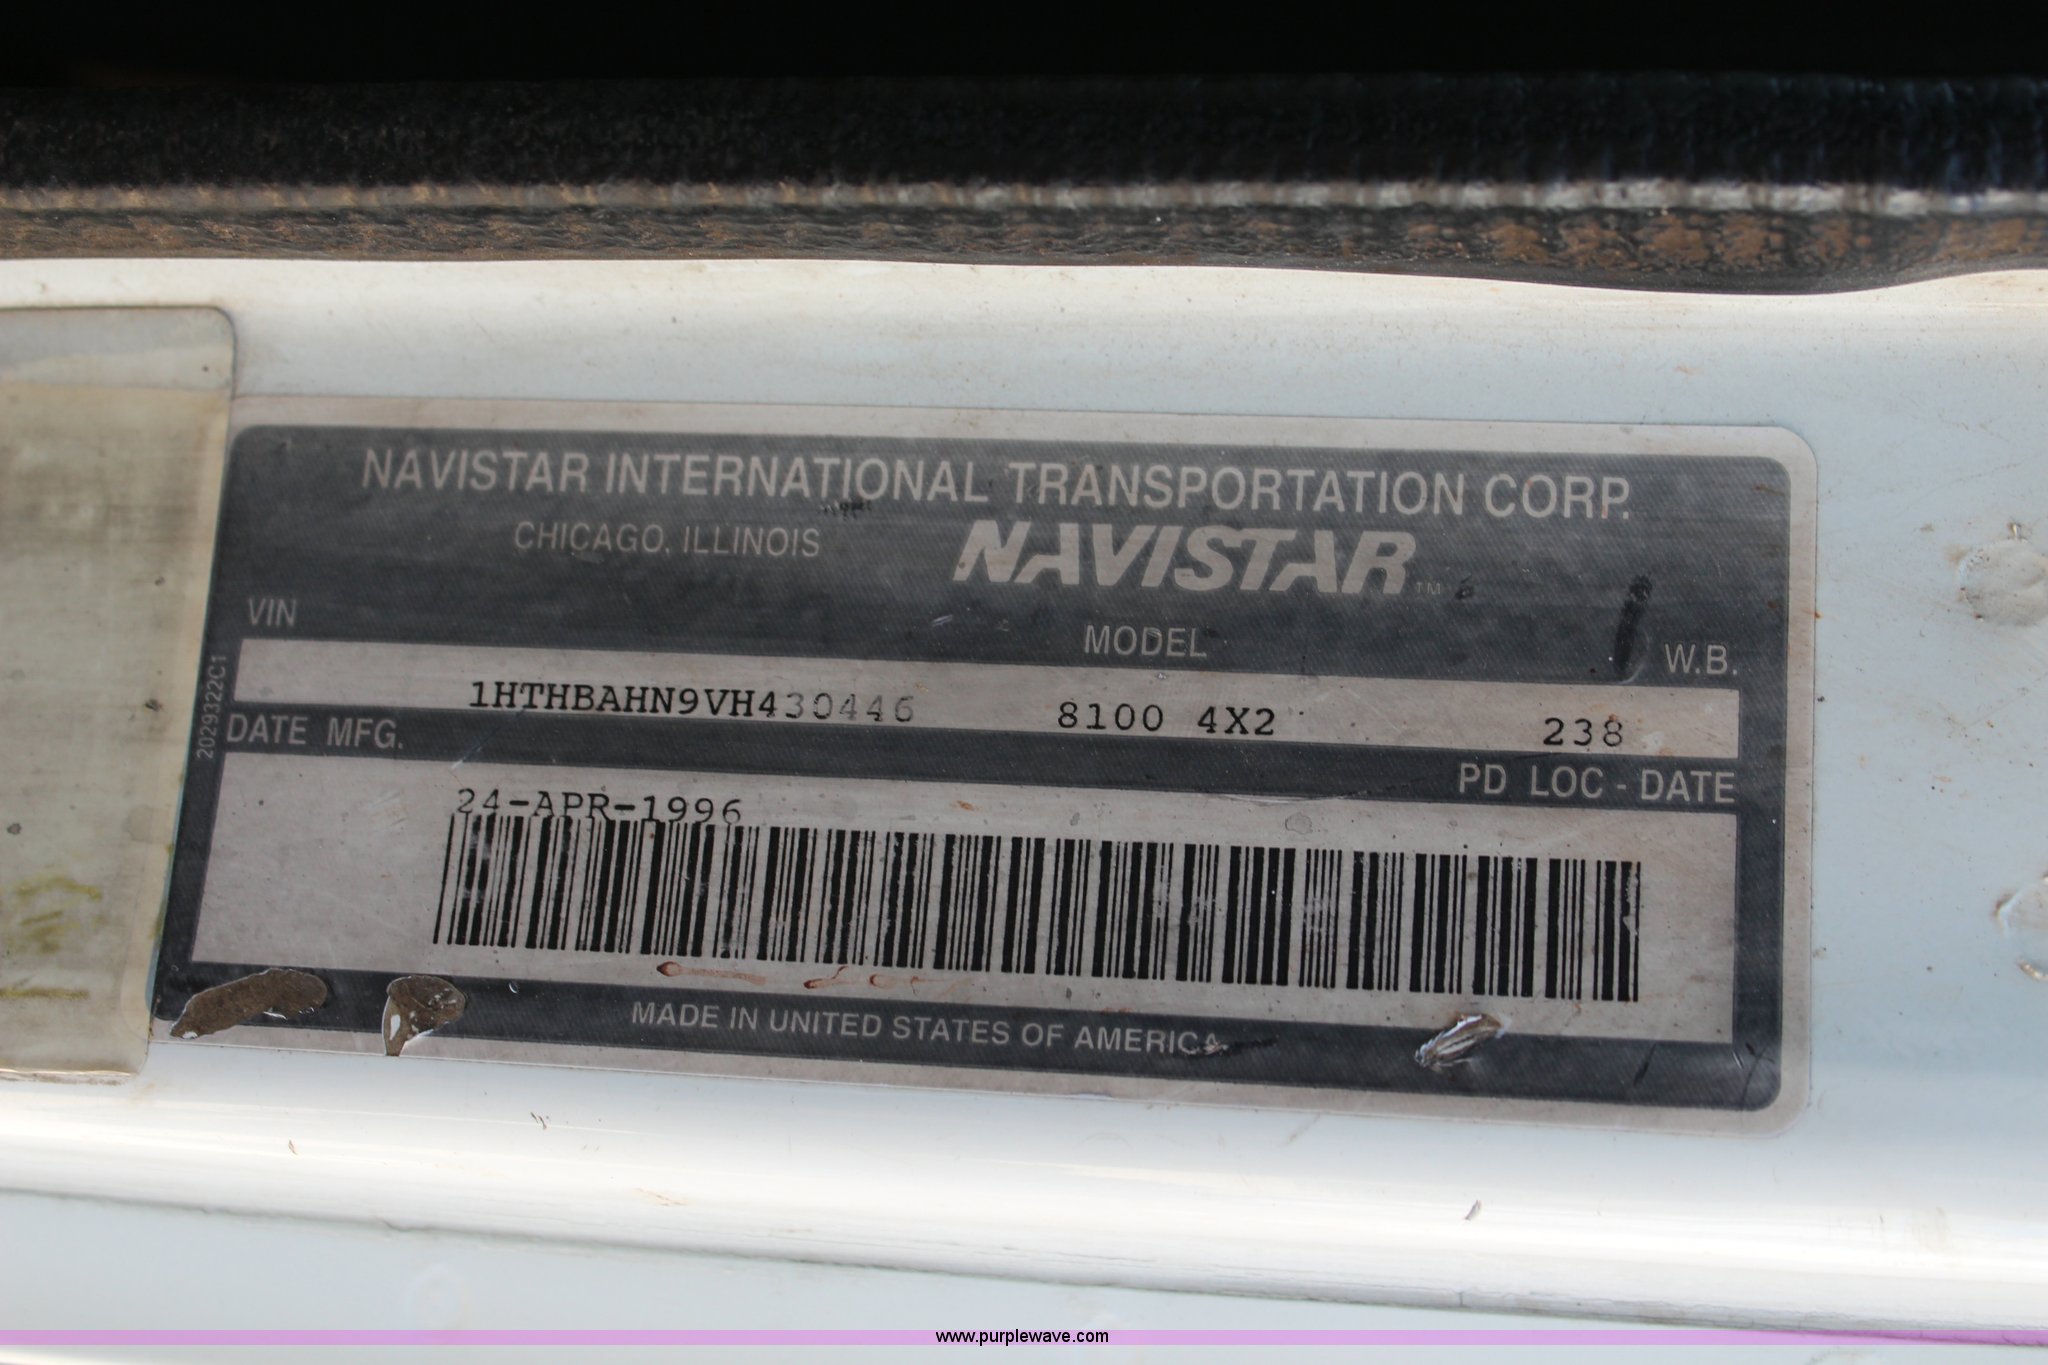 NAVISTAR INTERNATIONAL TRANSPORTATION CORP.
CHICAGO, ILLINOIS NAVISTAR TM
VIN MODEL W.B.
1HTHBAHN9VH430446 8100 4X2 238
2029322C1
DATE MFG. PD LOC - DATE
24-APR-1996
MADE IN UNITED STATES OF AMERICA
www.purplewave.com